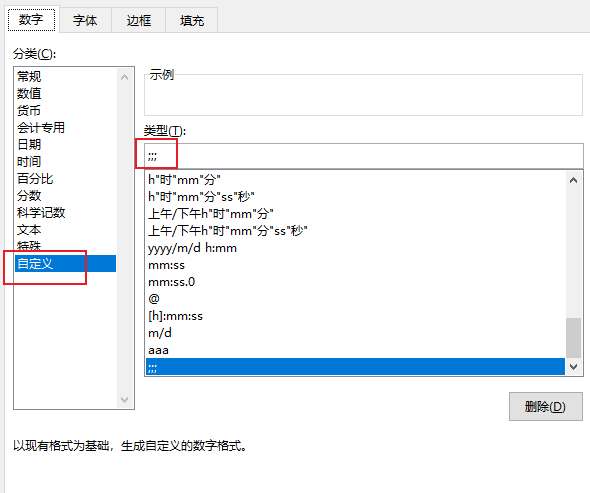 数字 字体 边框 填充
分类(C):
常规
数值
货币
会计专用
日期
时间
百分比
分数
科学记数
文本
特殊
自定义
示例
类型(T):
;;;
h"时"mm"分"
h"时"mm"分"ss"秒"
上午/下午h"时"mm"分"
上午/下午h"时"mm"分"ss"秒"
yyyy/m/d h:mm
mm:ss
mm:ss.0
@
[h]:mm:ss
m/d
aaa
;;;
删除(D)
以现有格式为基础，生成自定义的数字格式。